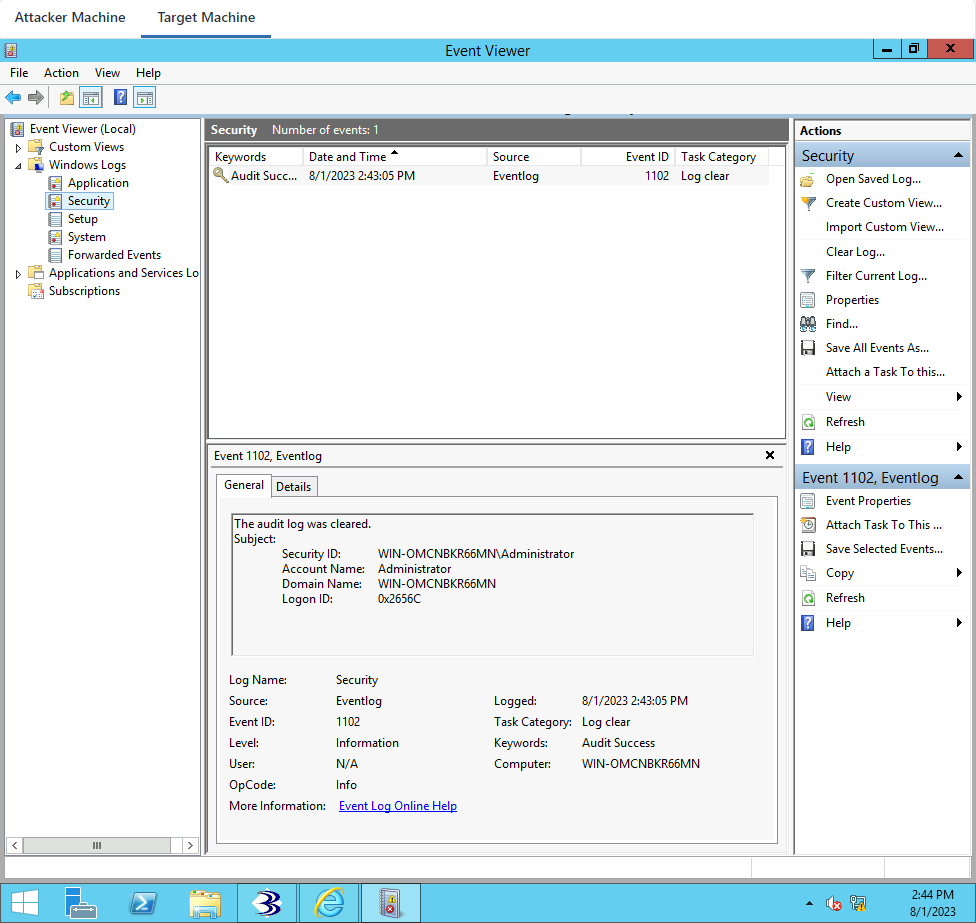 Attacker Machine Target Machine
Event Viewer
File Action View Help
Event Viewer (Local)
Custom Views
Windows Logs
Application
Security
Setup
System
Forwarded Events
Applications and Services Lo
Subscriptions
Security Number of events: 1
Keywords Date and Time Source Event ID Task Category
Audit Succ... 8/1/2023 2:43:05 PM Eventlog 1102 Log clear
Event 1102, Eventlog
General Details
The audit log was cleared.
Subject:
Security ID: WIN-OMCNBKR66MN\Administrator
Account Name: Administrator
Domain Name: WIN-OMCNBKR66MN
Logon ID: 0x2656C
Log Name: Security
Source: Eventlog Logged: 8/1/2023 2:43:05 PM
Event ID: 1102 Task Category: Log clear
Level: Information Keywords: Audit Success
User: N/A Computer: WIN-OMCNBKR66MN
OpCode: Info
More Information: Event Log Online Help
Actions
Security
Open Saved Log...
Create Custom View...
Import Custom View...
Clear Log...
Filter Current Log...
Properties
Find...
Save All Events As...
Attach a Task To this...
View
Refresh
Help
Event 1102, Eventlog
Event Properties
Attach Task To This ...
Save Selected Events...
Copy
Refresh
Help
2:44 PM
8/1/2023